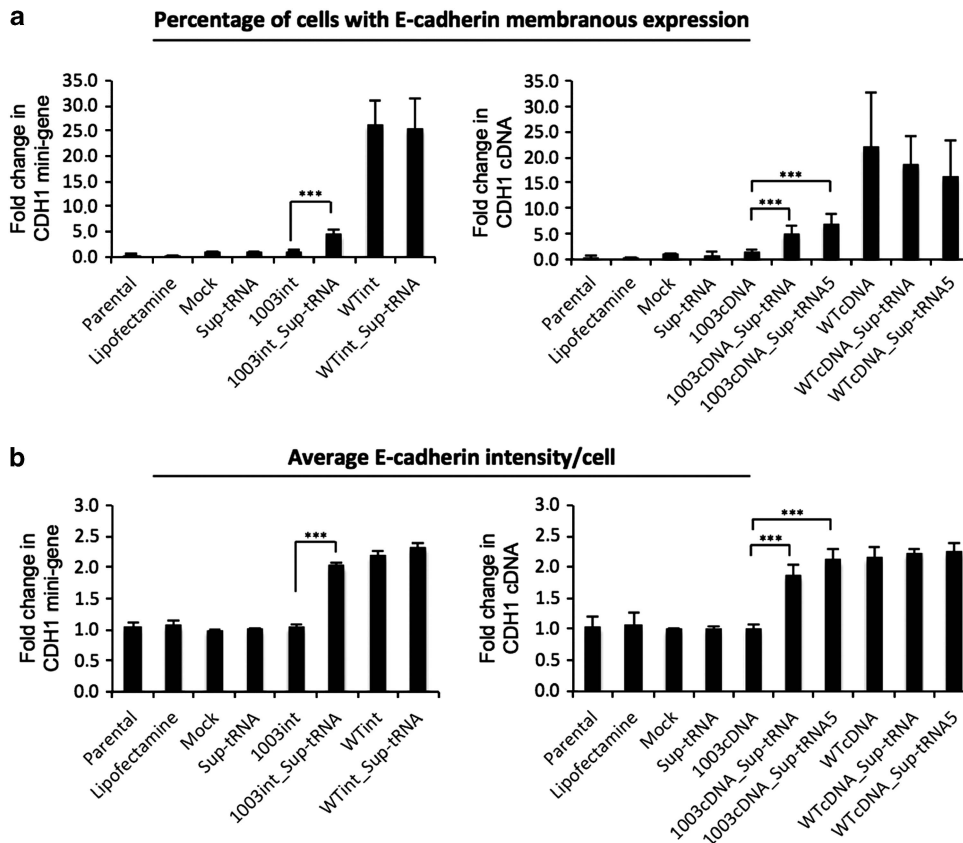 a
Percentage of cells with E-cadherin membranous expression
Fold change in
CDH1 mini-gene
35.0
30.0
25.0
20.0
15.0
10.0
5.0
0.0
***
Parental
Lipofectamine
Mock
Sup-tRNA
1003int
1003int_Sup-tRNA
WTint
WTint_Sup-tRNA
Fold change in
CDH1 cDNA
35.0
30.0
25.0
20.0
15.0
10.0
5.0
0.0
***
***
Parental
Lipofectamine
Mock
Sup-tRNA
1003cDNA
1003cDNA_Sup-tRNA
1003cDNA_Sup-tRNA5
WTcDNA
WTcDNA_Sup-tRNA
WTcDNA_Sup-tRNA5
b
Average E-cadherin intensity/cell
Fold change in
CDH1 mini-gene
3.0
2.5
2.0
1.5
1.0
0.5
0.0
***
Parental
Lipofectamine
Mock
Sup-tRNA
1003int
1003int_Sup-tRNA
WTint
WTint_Sup-tRNA
Fold change in
CDH1 cDNA
3.0
2.5
2.0
1.5
1.0
0.5
0.0
***
***
Parental
Lipofectamine
Mock
Sup-tRNA
1003cDNA
1003cDNA_Sup-tRNA
1003cDNA_Sup-tRNA5
WTcDNA
WTcDNA_Sup-tRNA
WTcDNA_Sup-tRNA5